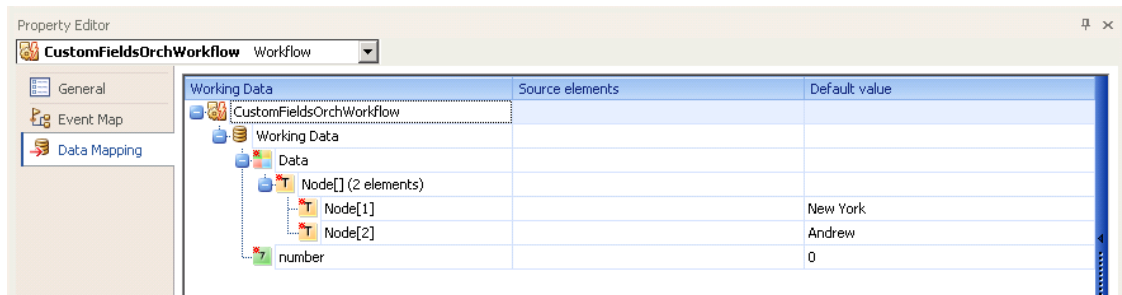 Property Editor
CustomFieldsOrchWorkflow Workflow
General
Event Map
Data Mapping
Working Data Source elements Default value
CustomFieldsOrchWorkflow
Working Data
Data
Node[] (2 elements)
Node[1] New York
Node[2] Andrew
number 0